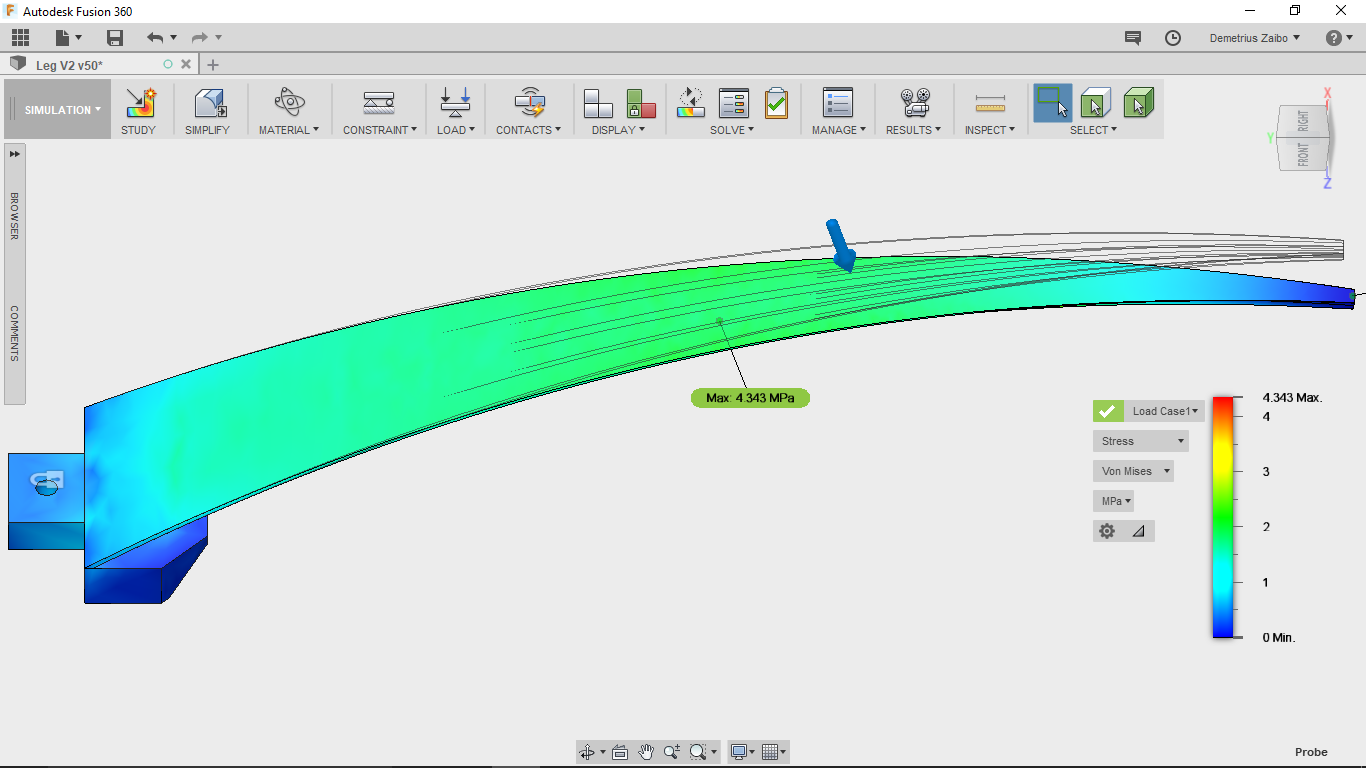 Autodesk Fusion 360
Demetrius Zaibo
Leg V2 v50*
SIMULATION
STUDY
SIMPLIFY
MATERIAL
CONSTRAINT
LOAD
CONTACTS
DISPLAY
SOLVE
MANAGE
RESULTS
INSPECT
SELECT
X
Y
RIGHT
FRONT
Z
BROWSER
COMMENTS
Max: 4.343 MPa
Load Case1
Stress
Von Mises
MPa
4.343 Max.
4
3
2
1
0 Min.
Probe